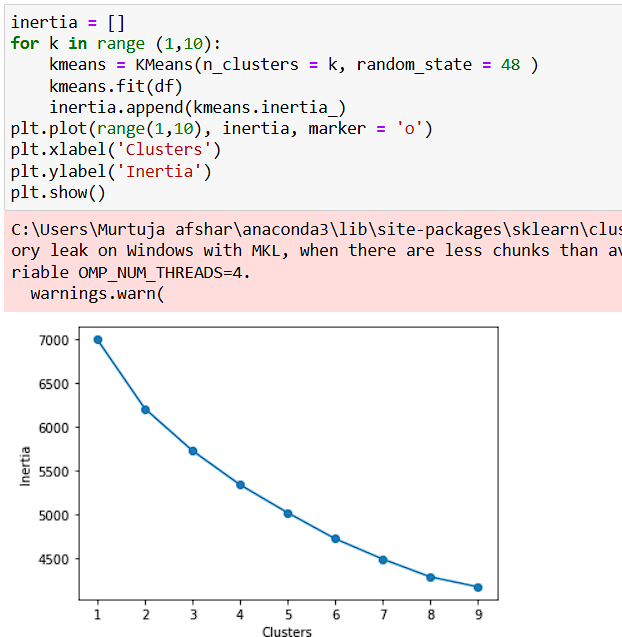 inertia = []
for k in range (1,10):
    kmeans = KMeans(n_clusters = k, random_state = 48 )
    kmeans.fit(df)
    inertia.append(kmeans.inertia_)
plt.plot(range(1,10), inertia, marker = 'o')
plt.xlabel('Clusters')
plt.ylabel('Inertia')
plt.show()
C:\Users\Murtuja afshar\anaconda3\lib\site-packages\sklearn\clus
ory leak on Windows with MKL, when there are less chunks than av
riable OMP_NUM_THREADS=4.
  warnings.warn(
7000
6500
6000
5500
5000
4500
Inertia
1 2 3 4 5 6 7 8 9
Clusters